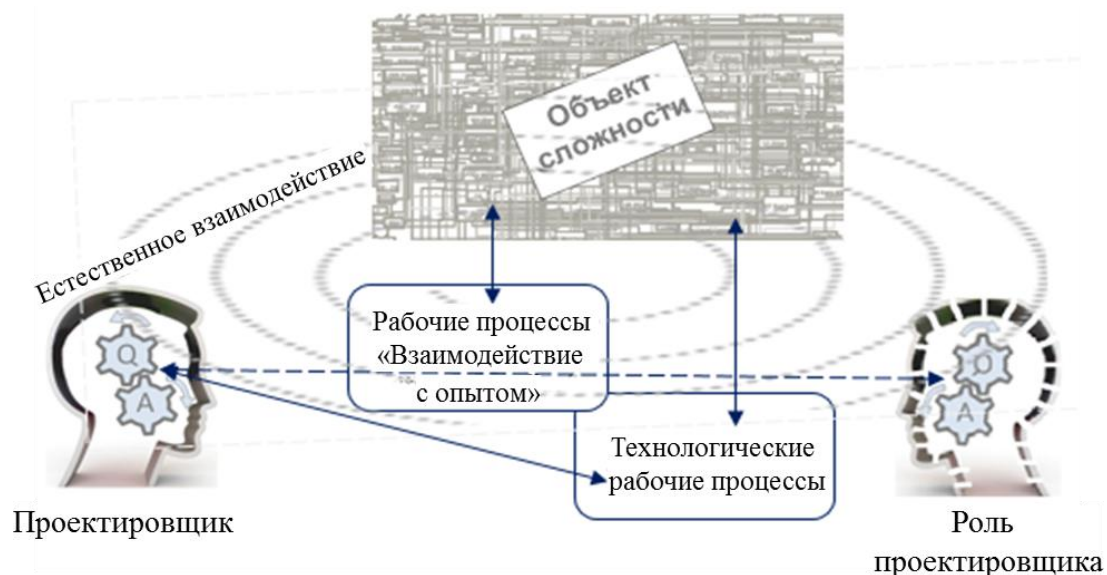 Объект
сложности
Естественное взаимодействие
Рабочие процессы
«Взаимодействие
с опытом»
Q
A
Q
A
Технологические
рабочие процессы
Проектировщик
Роль
проектировщика